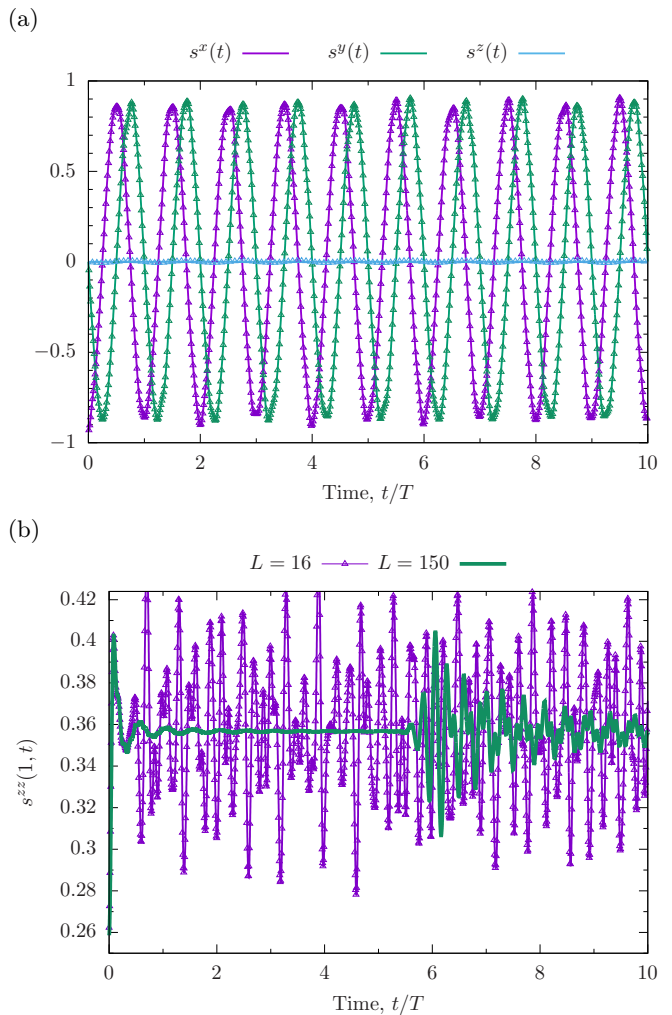 (a)
s^x(t) s^y(t) s^z(t)
1
0.5
0
−0.5
−1
0 2 4 6 8 10
Time, t/T
(b)
L = 16 L = 150
0.42
0.4
0.38
0.36
0.34
0.32
0.3
0.28
0.26
s^{zz}(1, t)
0 2 4 6 8 10
Time, t/T